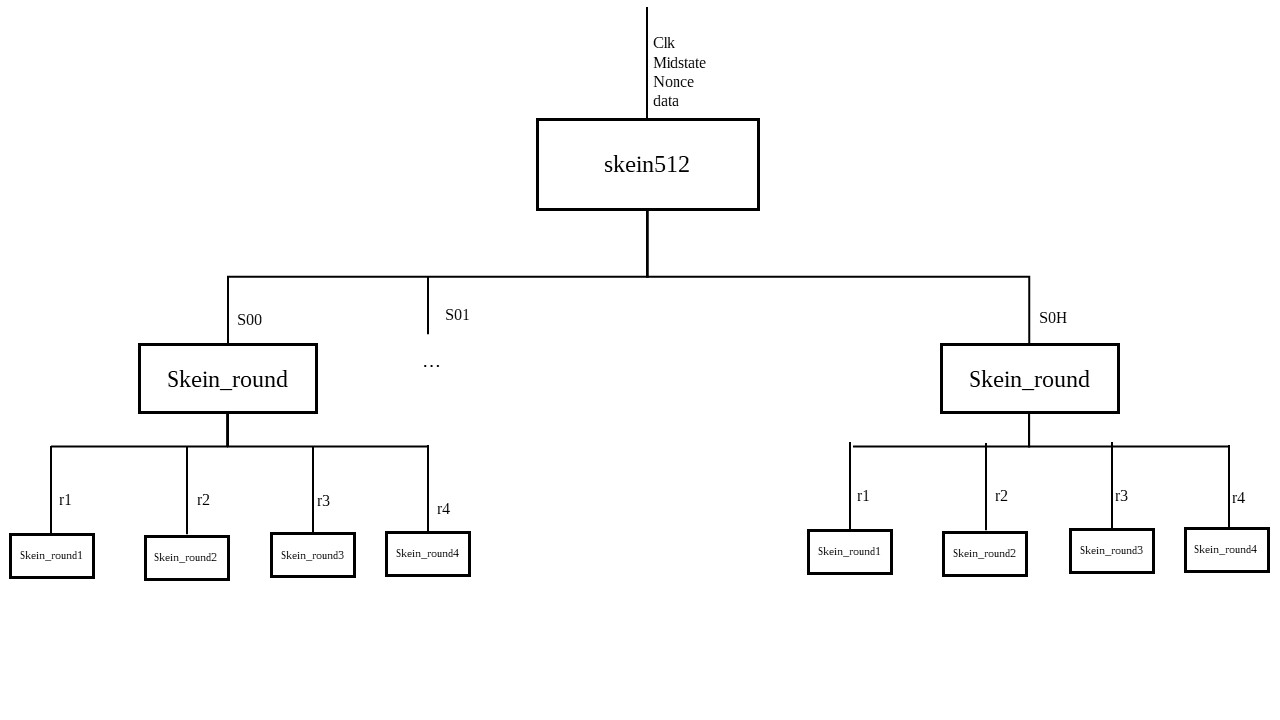 Clk
Midstate
Nonce
data
skein512
S00
S01
S0H
Skein_round
...
Skein_round
r1
r2
r3
r4
r1
r2
r3
r4
Skein_round1
Skein_round2
Skein_round3
Skein_round4
Skein_round1
Skein_round2
Skein_round3
Skein_round4